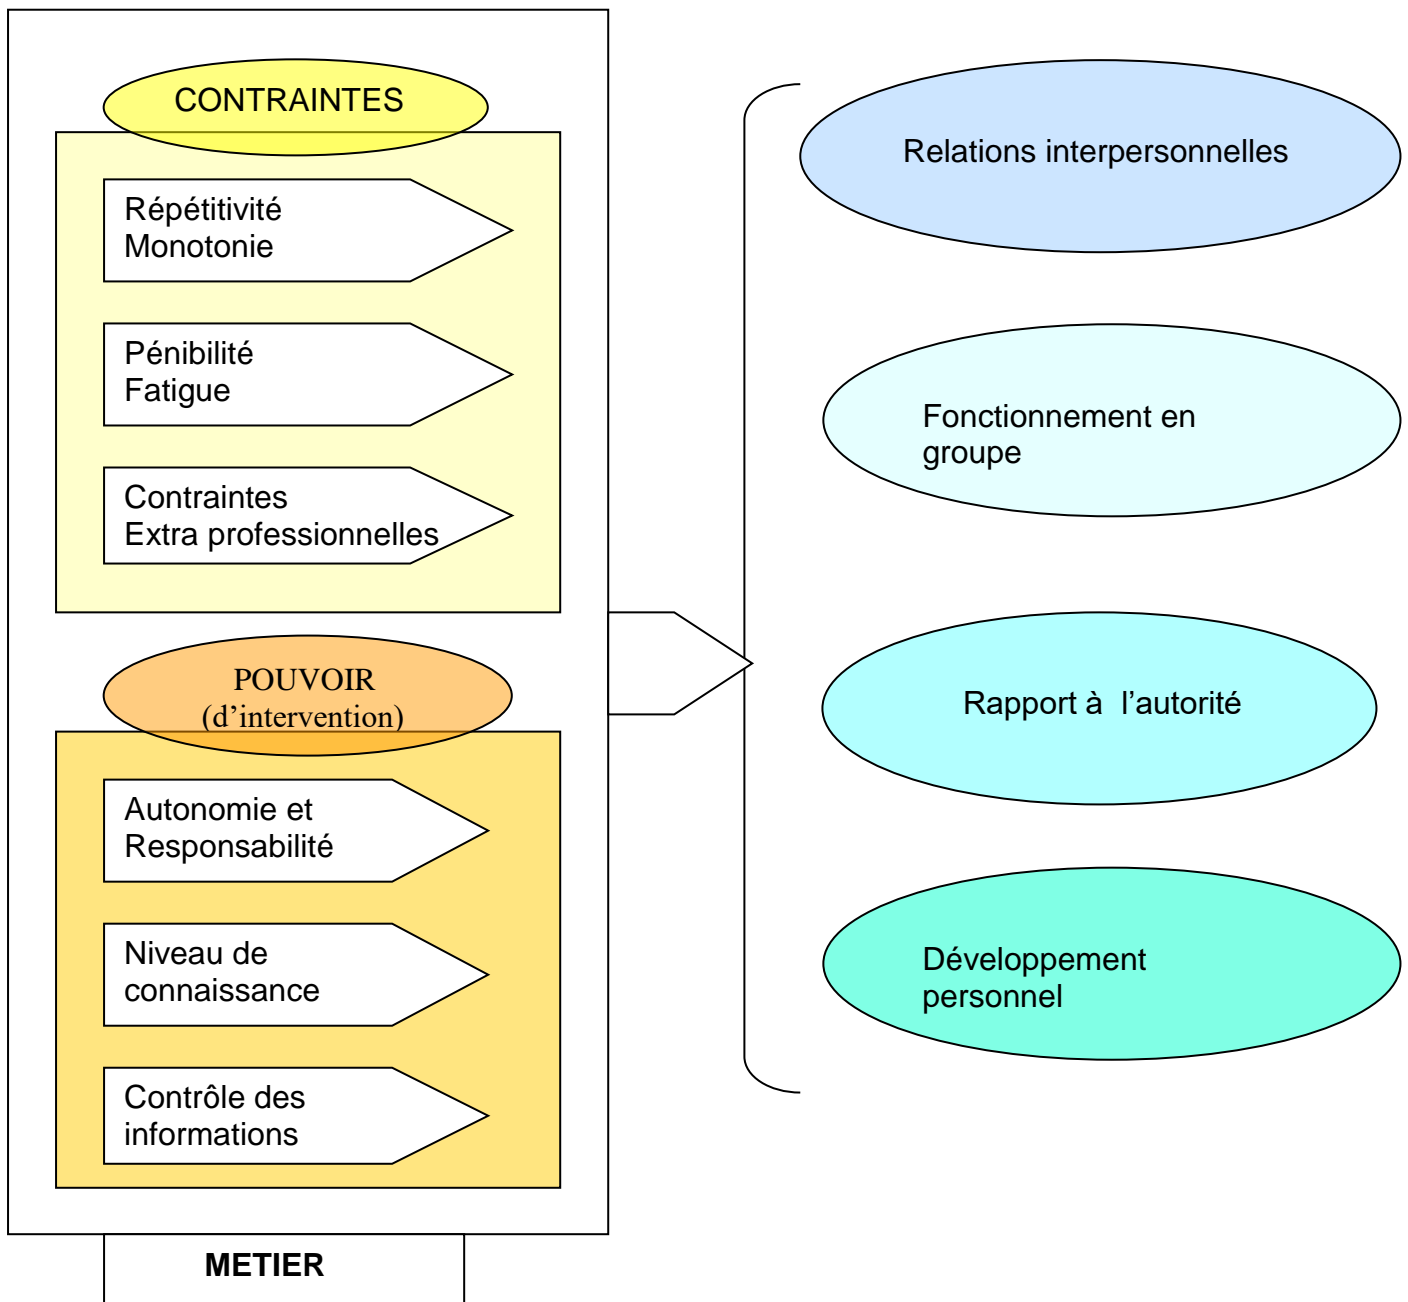 CONTRAINTES
Répétitivité
Monotonie
Pénibilité
Fatigue
Contraintes
Extra professionnelles
POUVOIR
(d’intervention)
Autonomie et
Responsabilité
Niveau de
connaissance
Contrôle des
informations
METIER
Relations interpersonnelles
Fonctionnement en
groupe
Rapport à l’autorité
Développement
personnel